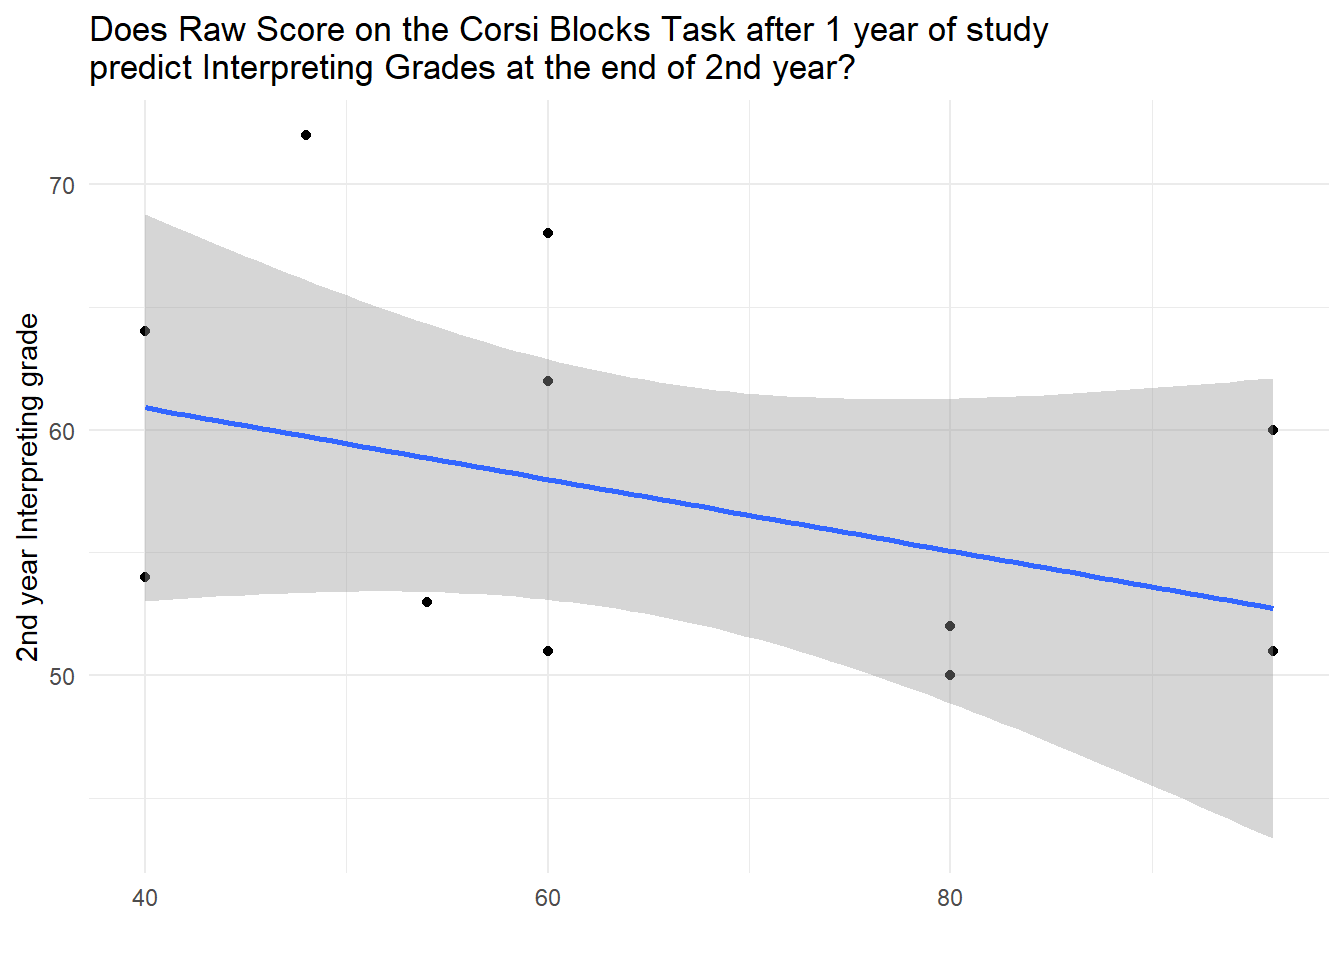 Does Raw Score on the Corsi Blocks Task after 1 year of study
predict Interpreting Grades at the end of 2nd year?
2nd year Interpreting grade
70
60
50
40
60
80